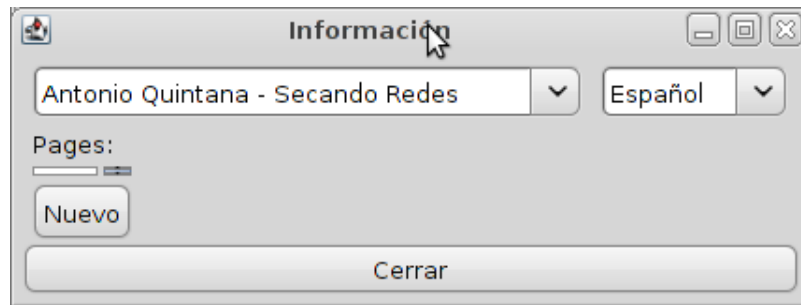 Información
Antonio Quintana - Secando Redes Español
Pages:
Nuevo
Cerrar